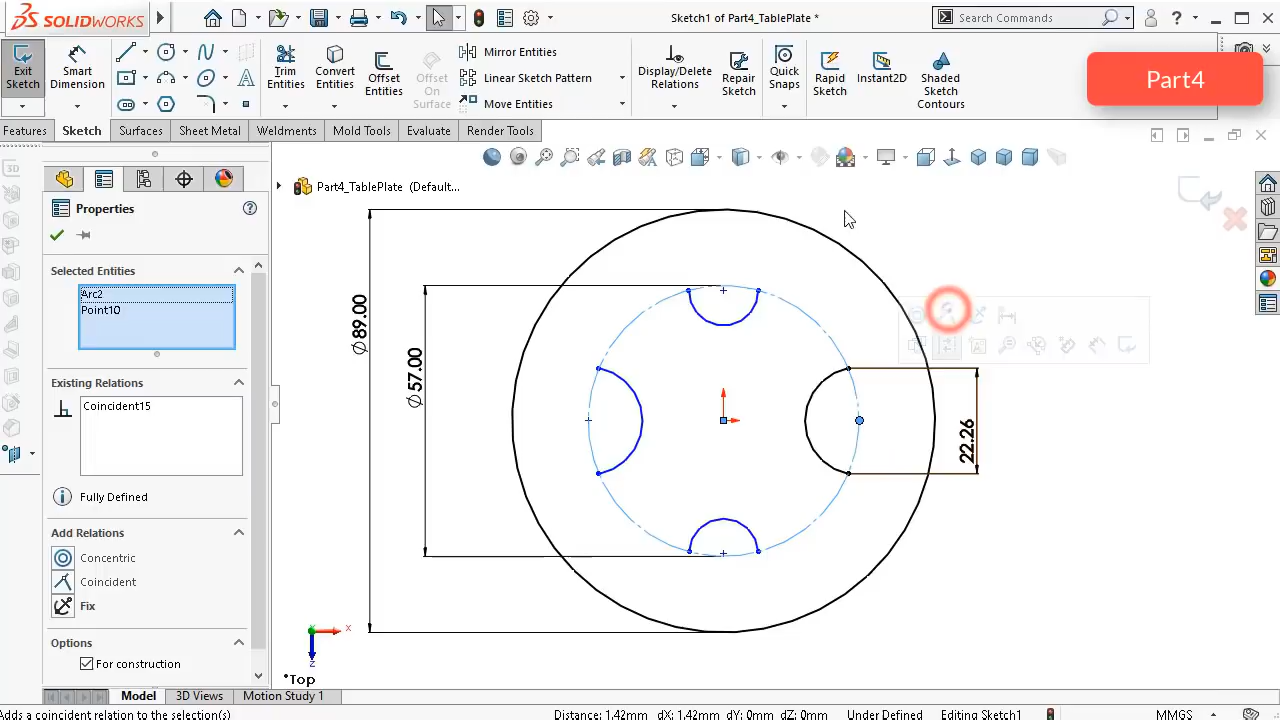 SOLIDWORKS
Sketch1 of Part4_TablePlate *
Search Commands
Exit Sketch
Smart Dimension
Trim Entities
Convert Entities
Offset Entities
Offset On Surface
Mirror Entities
Linear Sketch Pattern
Move Entities
Display/Delete Relations
Repair Sketch
Quick Snaps
Rapid Sketch
Instant2D
Shaded Sketch Contours
Part4
Features
Sketch
Surfaces
Sheet Metal
Weldments
Mold Tools
Evaluate
Render Tools
Part4_TablePlate (Default...
Properties
Selected Entities
Arc2
Point10
Existing Relations
Coincident15
Fully Defined
Add Relations
Concentric
Coincident
Fix
Options
For construction
∅89.00
∅57.00
22.26
x
z
*Top
Model
3D Views
Motion Study 1
Adds a coincident relation to the selection(s)
Distance: 1.42mm dX: 1.42mm dY: 0mm dZ: 0mm
Under Defined
Editing Sketch1
MMGS